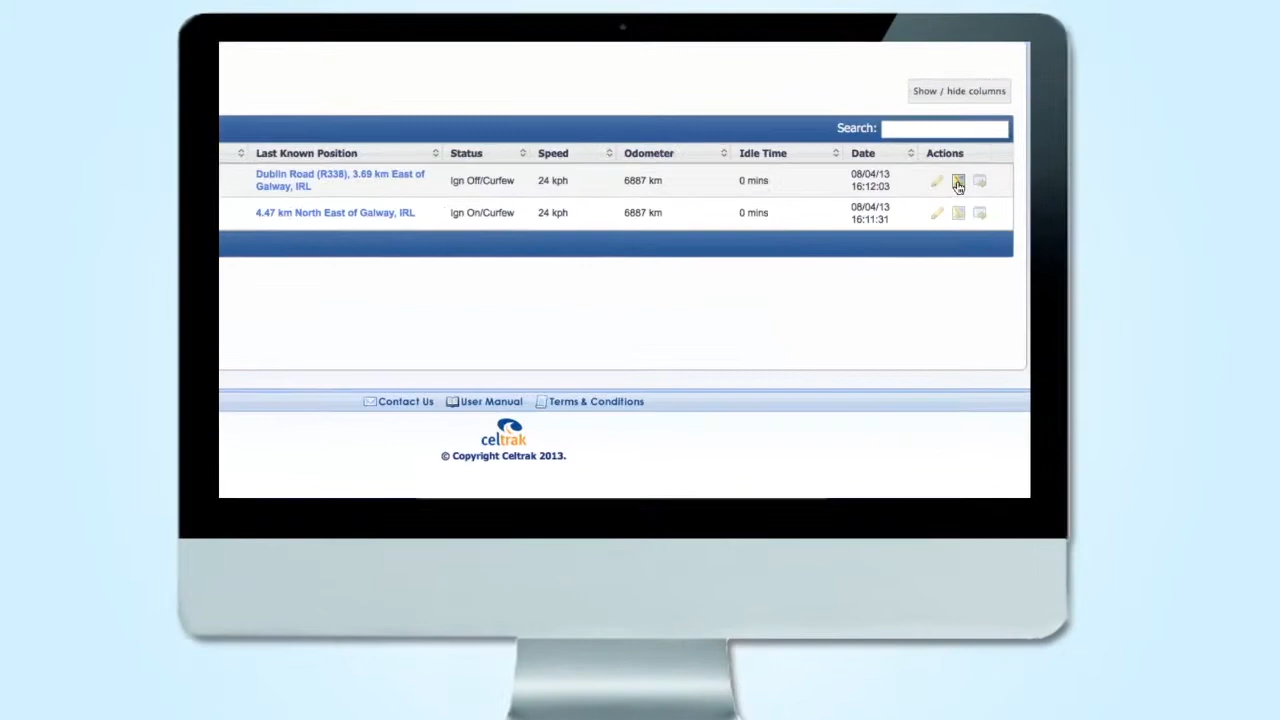 Show / hide columns
Search:
Last Known Position Status Speed Odometer Idle Time Date Actions
Dublin Road (R338), 3.69 km East of
Galway, IRL
Ign Off/Curfew 24 kph 6887 km 0 mins
08/04/13
16:12:03
4.47 km North East of Galway, IRL Ign On/Curfew 24 kph 6887 km 0 mins
08/04/13
16:11:31
Contact Us User Manual Terms & Conditions
celtrak
© Copyright Celtrak 2013.